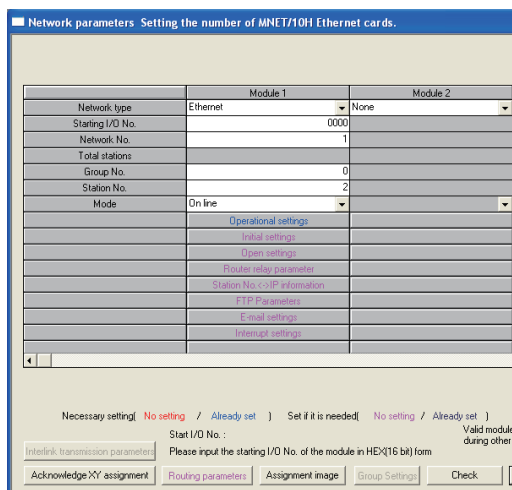 Network parameters Setting the number of MNET/10H Ethernet cards.
Module 1 Module 2
Network type Ethernet None
Starting I/O No. 0000
Network No. 1
Total stations
Group No. 0
Station No. 2
Mode On line
Operational settings
Initial settings
Open settings
Router relay parameter
Station No.<->IP information
FTP Parameters
E-mail settings
Interrupt settings
Necessary setting( No setting / Already set ) Set if it is needed( No setting / Already set )
Start I/O No. : Valid module
during other
Interlink transmission parameters Please input the starting I/O No. of the module in HEX(16 bit) form
Acknowledge XY assignment Routing parameters Assignment image Group Settings Check